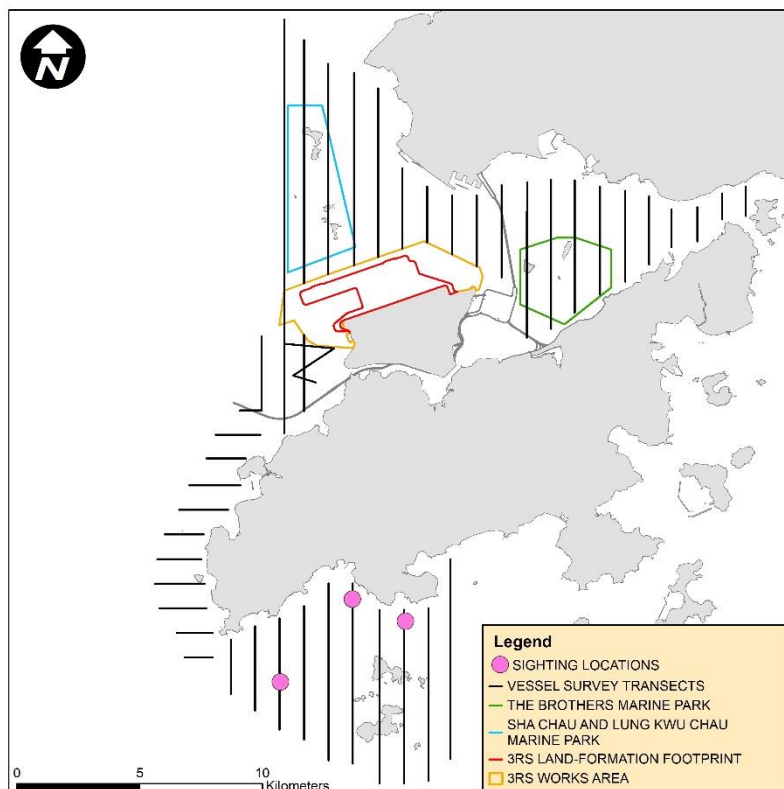 N
Legend
SIGHTING LOCATIONS
VESSEL SURVEY TRANSECTS
THE BROTHERS MARINE PARK
SHA CHAU AND LUNG KWU CHAU
MARINE PARK
3RS LAND-FORMATION FOOTPRINT
3RS WORKS AREA
0 5 10
Kilometers